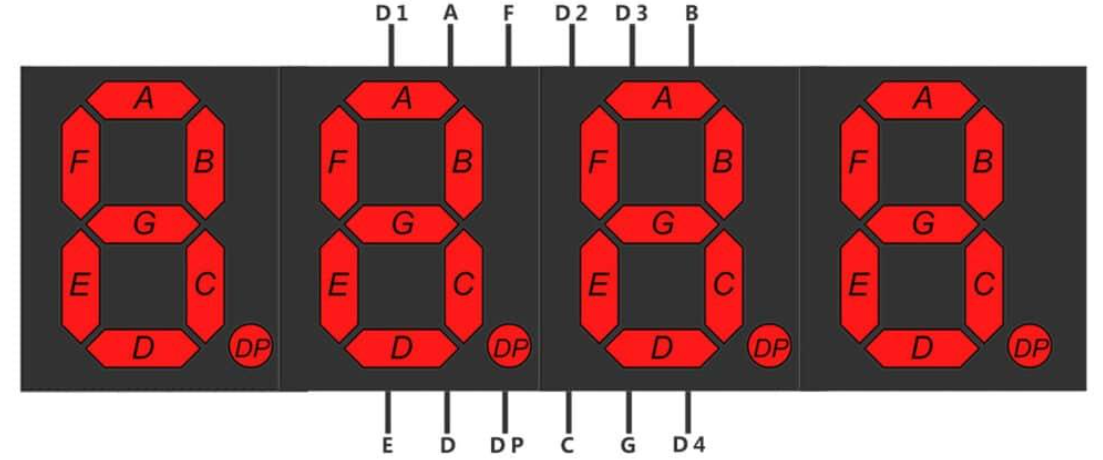 D1 A F D2 D3 B
A A A A
F B F B F B F B
G G G G
E C E C E C E C
D DP D DP D DP D DP
E D DP C G D4